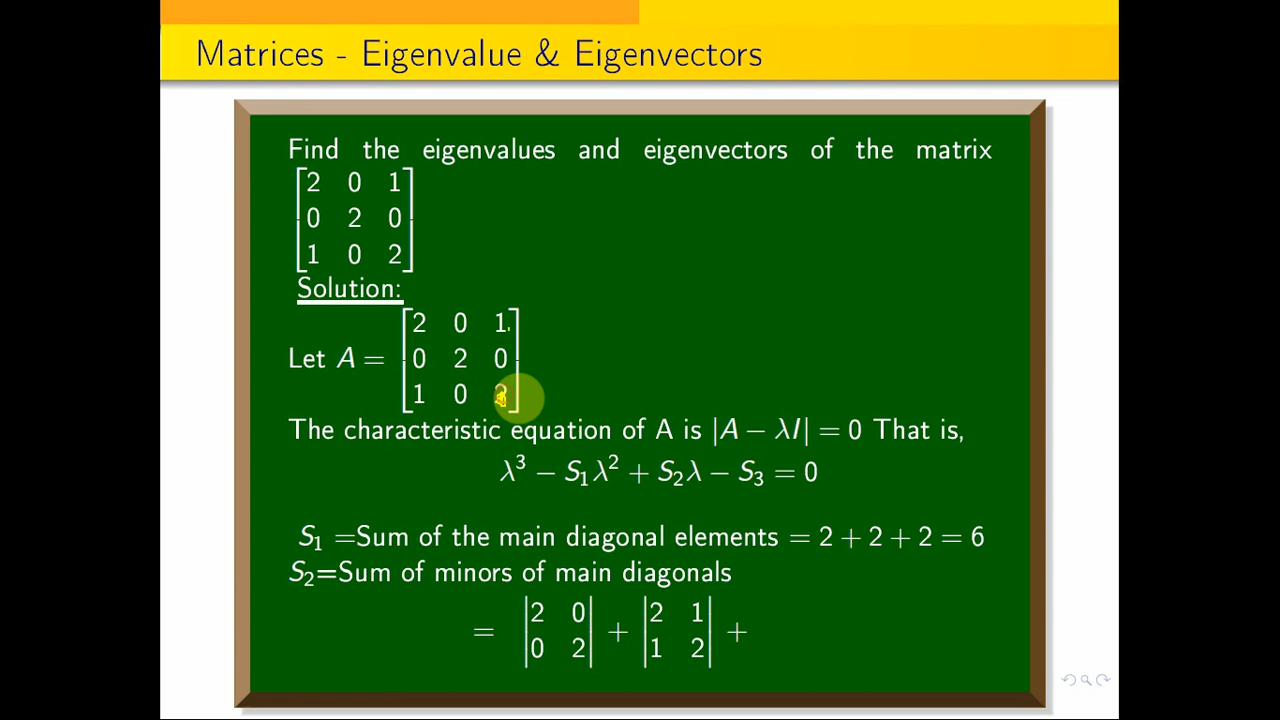 Matrices - Eigenvalue & Eigenvectors
Find the eigenvalues and eigenvectors of the matrix
[2 0 1]
[0 2 0]
[1 0 2]
Solution:
[2 0 1]
Let A = [0 2 0]
[1 0 2]
The characteristic equation of A is |A − λI| = 0 That is,
λ³ − S₁λ² + S₂λ − S₃ = 0
S₁ =Sum of the main diagonal elements = 2 + 2 + 2 = 6
S₂=Sum of minors of main diagonals
= |2 0; 0 2| + |2 1; 1 2| +